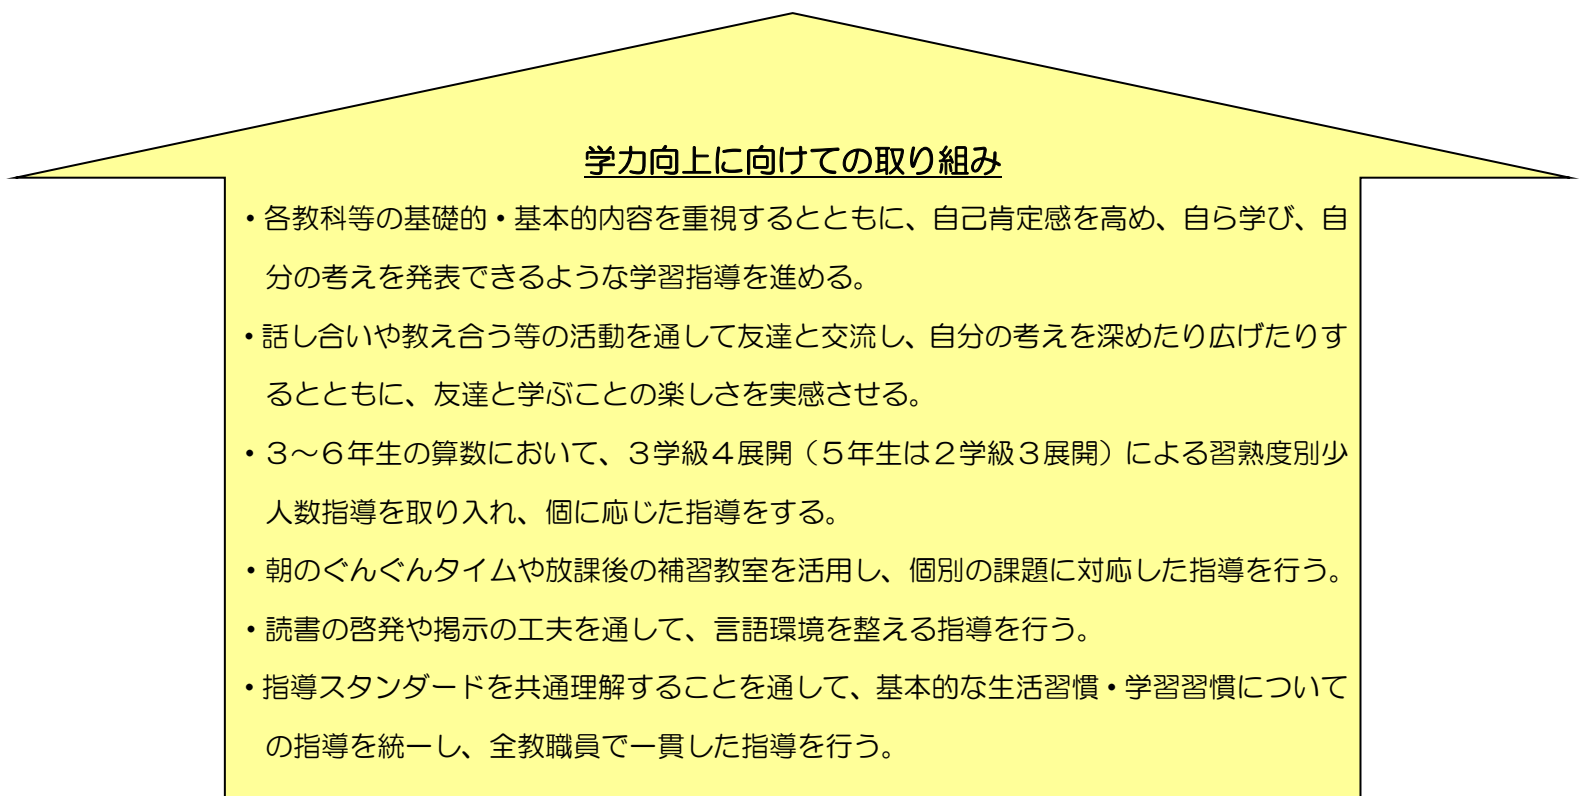 学力向上に向けての取り組み
・各教科等の基礎的・基本的内容を重視するとともに、自己肯定感を高め、自ら学び、自
分の考えを発表できるような学習指導を進める。
・話し合いや教え合う等の活動を通して友達と交流し、自分の考えを深めたり広げたりす
るとともに、友達と学ぶことの楽しさを実感させる。
・３～６年生の算数において、３学級４展開（５年生は２学級３展開）による習熟度別少
人数指導を取り入れ、個に応じた指導をする。
・朝のぐんぐんタイムや放課後の補習教室を活用し、個別の課題に対応した指導を行う。
・読書の啓発や掲示の工夫を通して、言語環境を整える指導を行う。
・指導スタンダードを共通理解することを通して、基本的な生活習慣・学習習慣について
の指導を統一し、全教職員で一貫した指導を行う。